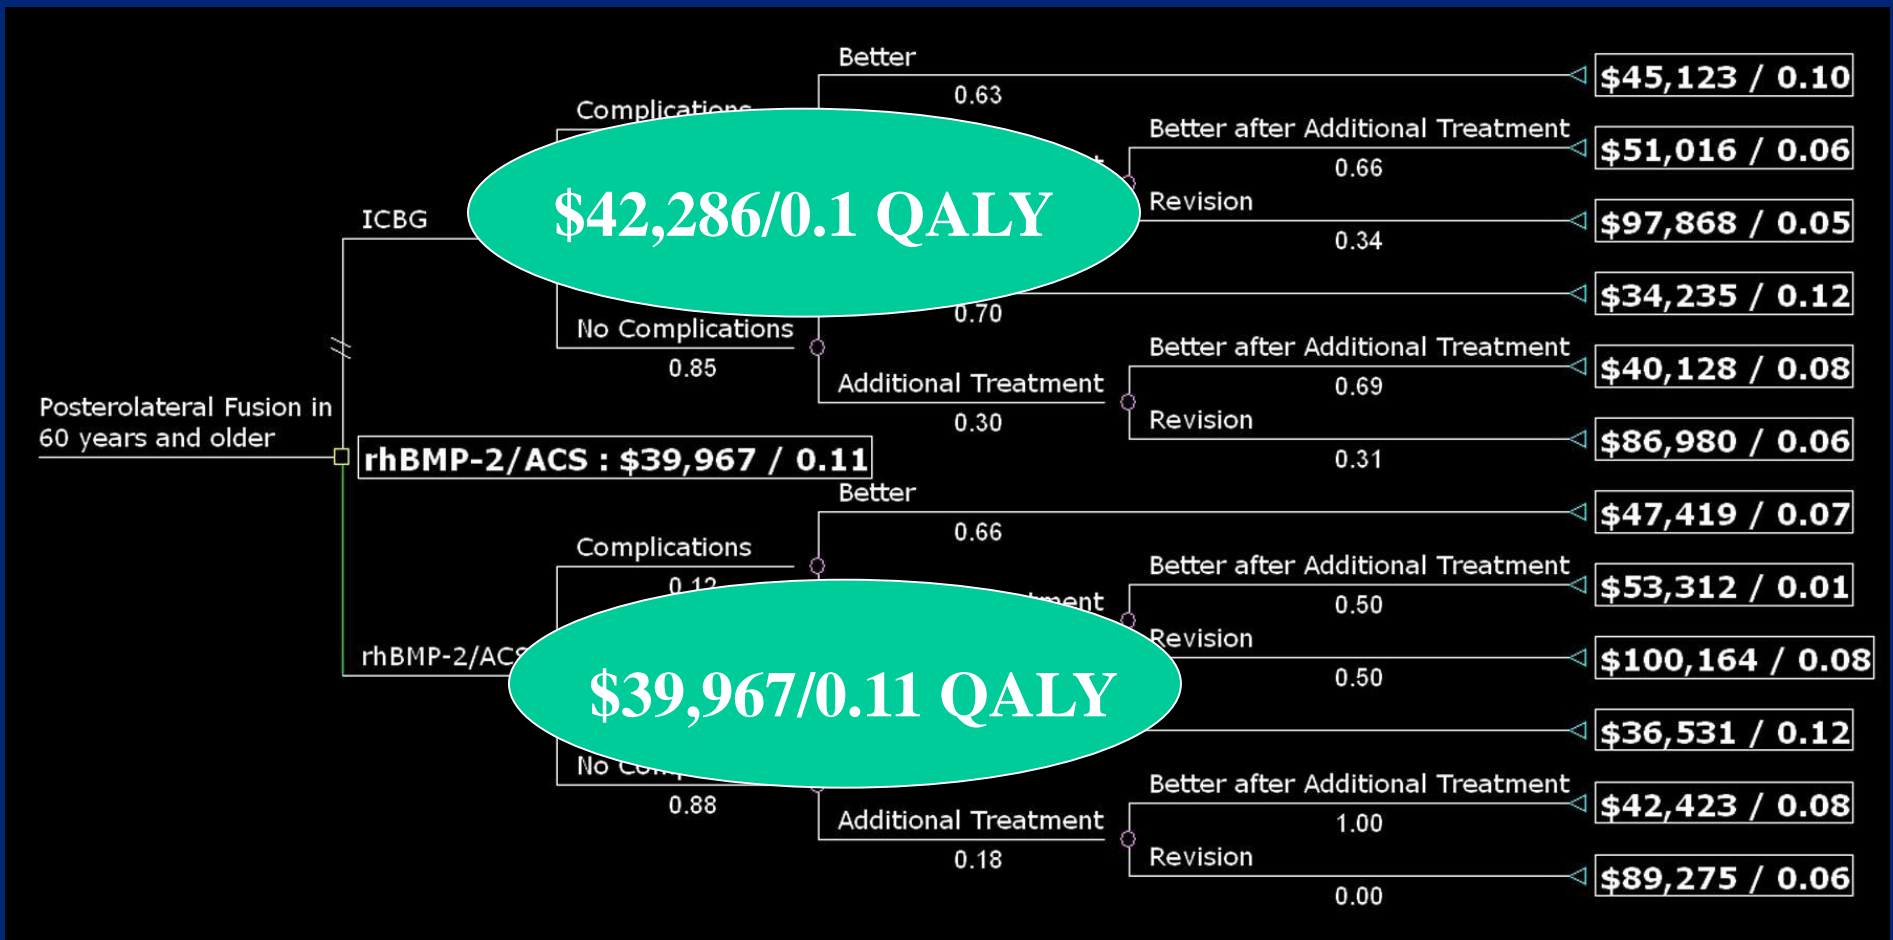 Better
0.63
$45,123 / 0.10
Complications
Better after Additional Treatment
0.66
$51,016 / 0.06
$42,286/0.1 QALY
Revision
0.34
$97,868 / 0.05
ICBG
0.70
$34,235 / 0.12
No Complications
0.85
Better after Additional Treatment
0.69
$40,128 / 0.08
Additional Treatment
0.30
Revision
0.31
$86,980 / 0.06
Posterolateral Fusion in
60 years and older
rhBMP-2/ACS : $39,967 / 0.11
Better
0.66
$47,419 / 0.07
Complications
0.12
Better after Additional Treatment
0.50
$53,312 / 0.01
Revision
0.50
$100,164 / 0.08
rhBMP-2/ACS
$39,967/0.11 QALY
$36,531 / 0.12
No
0.88
Better after Additional Treatment
1.00
$42,423 / 0.08
Additional Treatment
0.18
Revision
0.00
$89,275 / 0.06